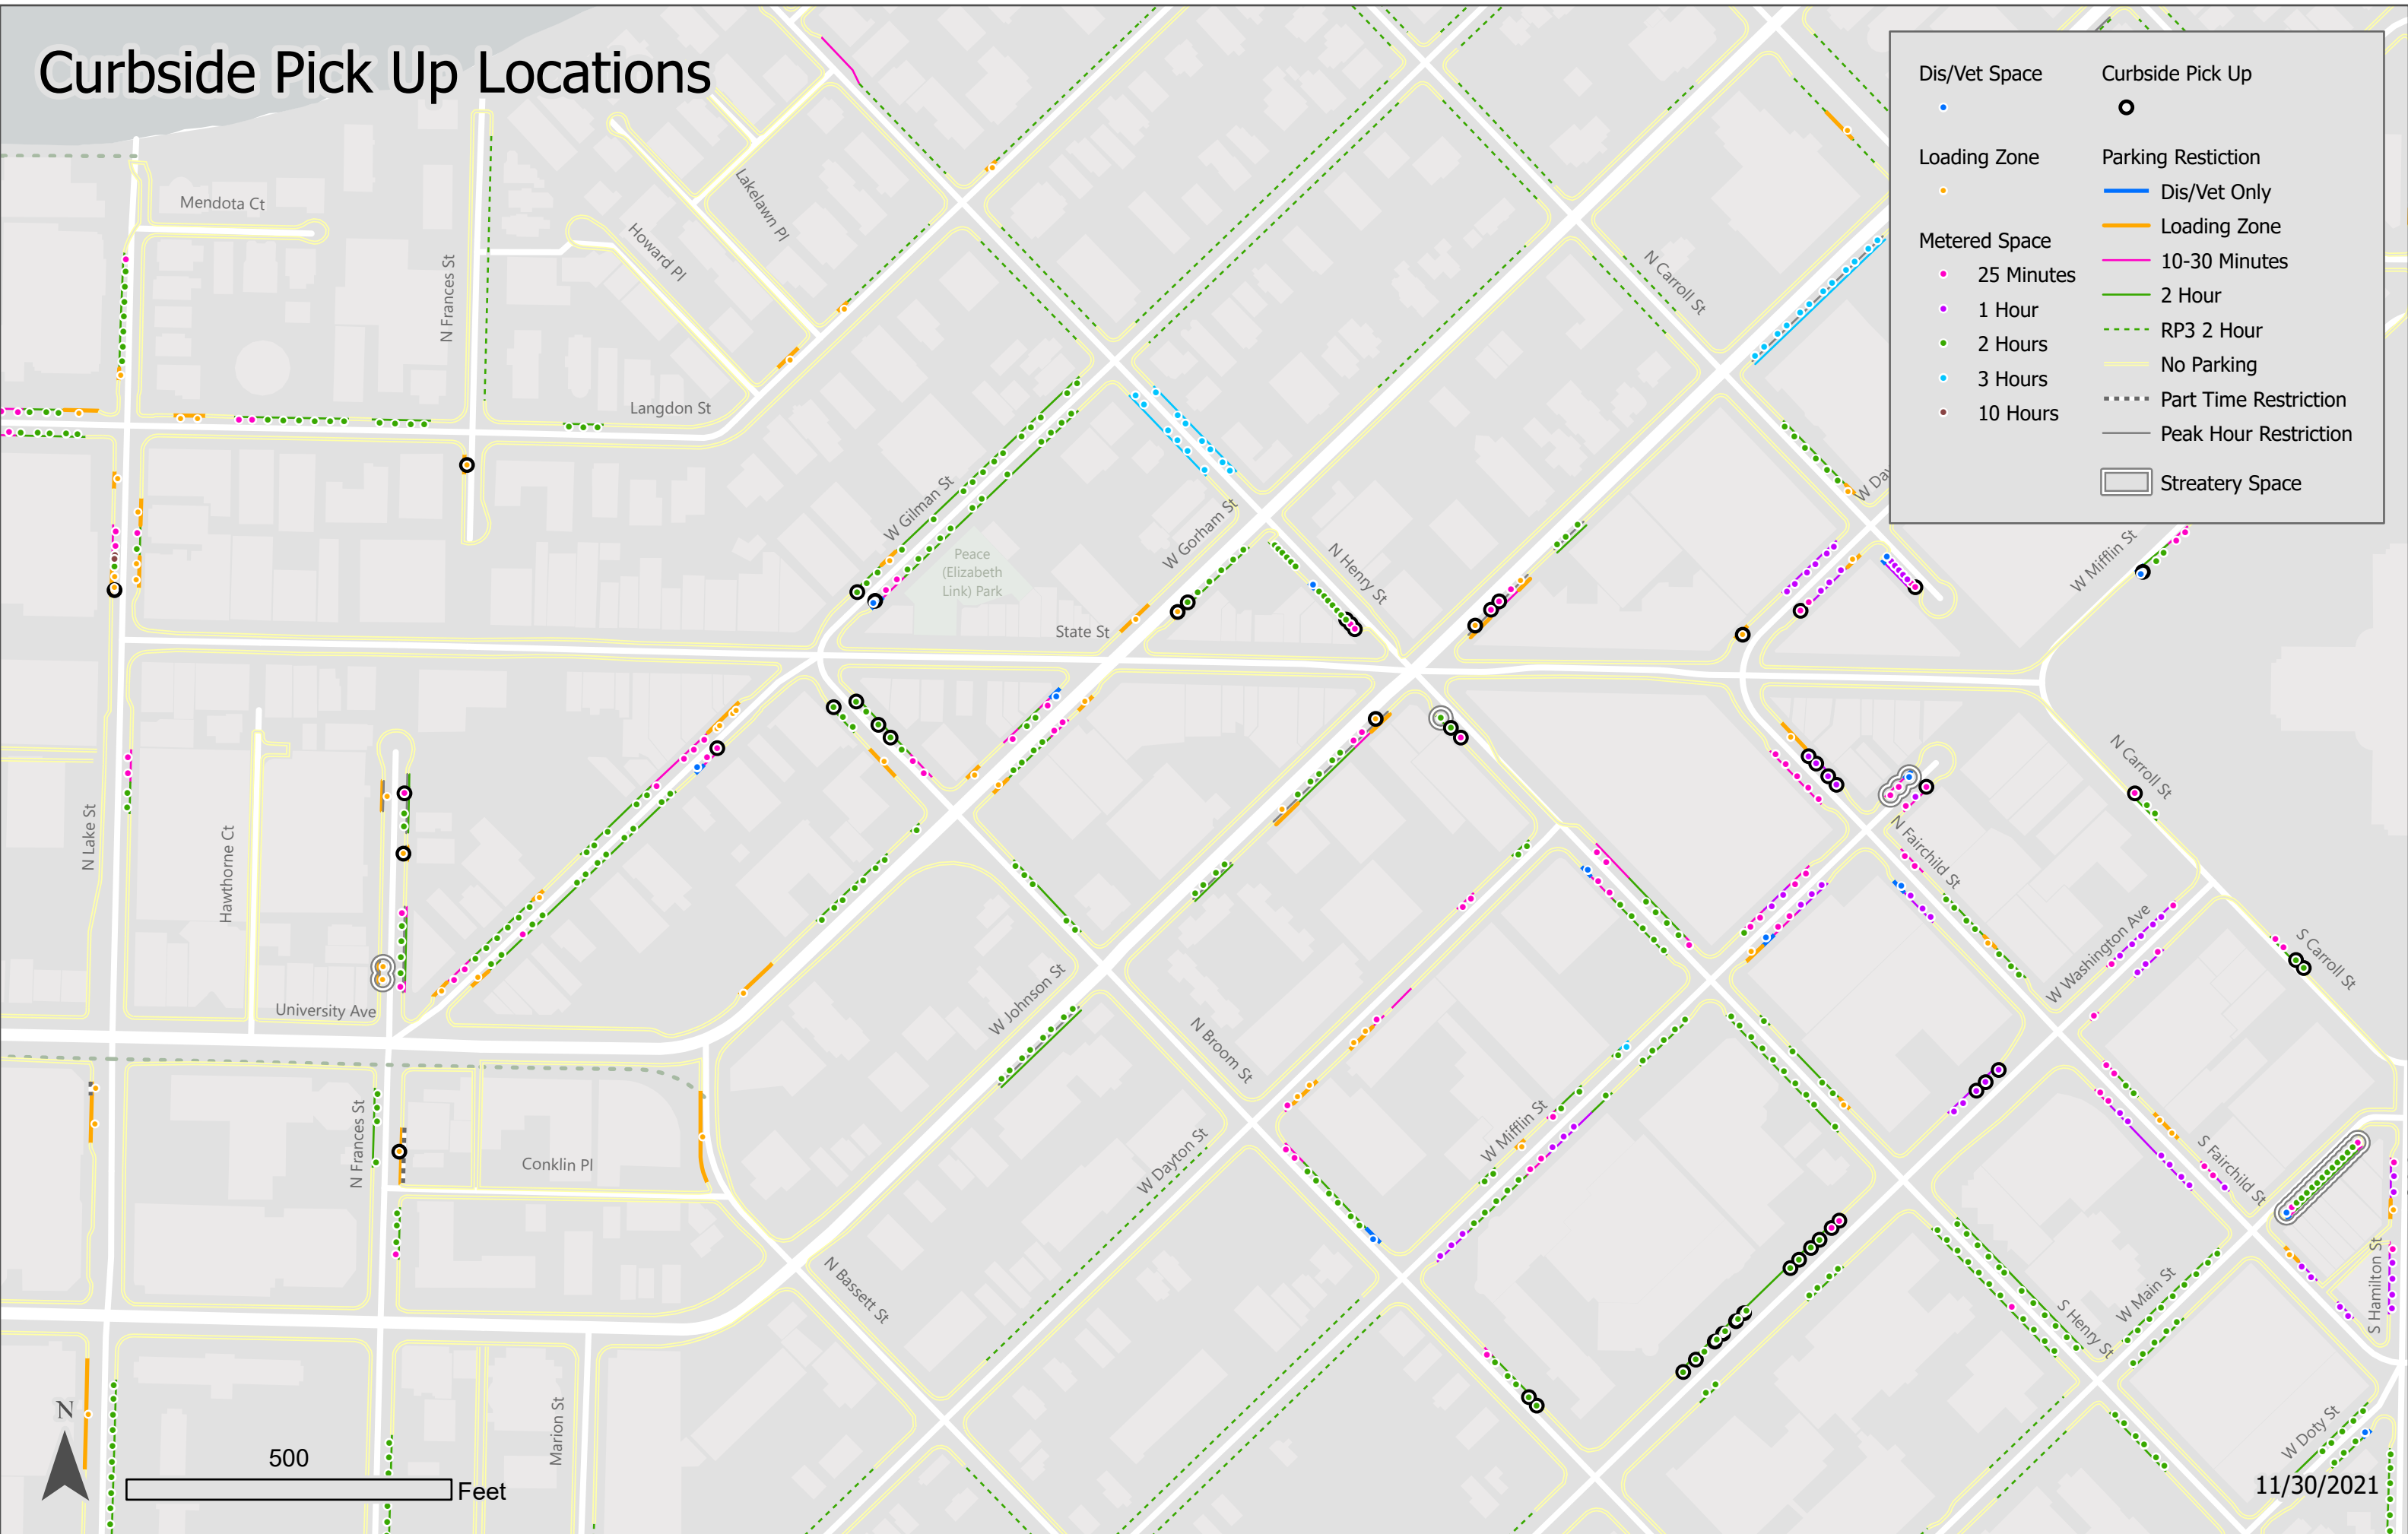 Curbside Pick Up Locations
Dis/Vet Space
Loading Zone
Metered Space
25 Minutes
1 Hour
2 Hours
3 Hours
10 Hours
Curbside Pick Up
Parking Restiction
Dis/Vet Only
Loading Zone
10-30 Minutes
2 Hour
RP3 2 Hour
No Parking
Part Time Restriction
Peak Hour Restriction
Streatery Space
Mendota Ct
N Frances St
Howard Pl
Lakelawn Pl
Langdon St
N Carroll St
W Gilman St
Peace
(Elizabeth
Link) Park
W Gorham St
N Henry St
W Da
W Mifflin St
State St
N Lake St
Hawthorne Ct
University Ave
N Carroll St
N Fairchild St
W Washington Ave
S Carroll St
W Johnson St
N Broom St
W Dayton St
W Mifflin St
N Frances St
Conklin Pl
N Bassett St
S Fairchild St
S Hamilton St
W Main St
S Henry St
Marion St
W Doty St
N
500
Feet
11/30/2021